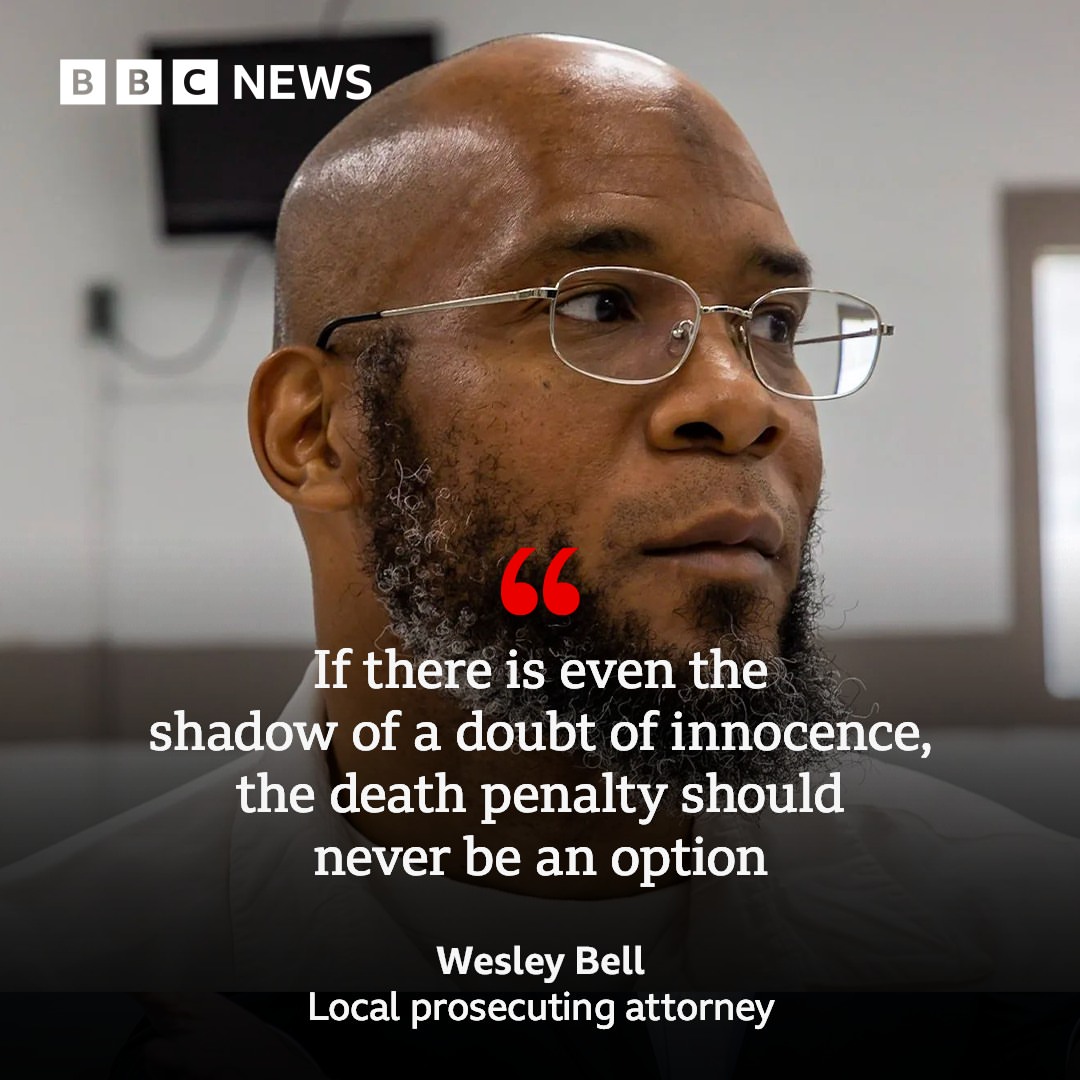 BBC NEWS
“
If there is even the
shadow of a doubt of innocence,
the death penalty should
never be an option
Wesley Bell
Local prosecuting attorney